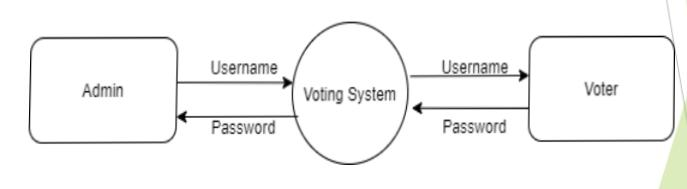 Username
Username
Admin
Voting System
Voter
Password
Password